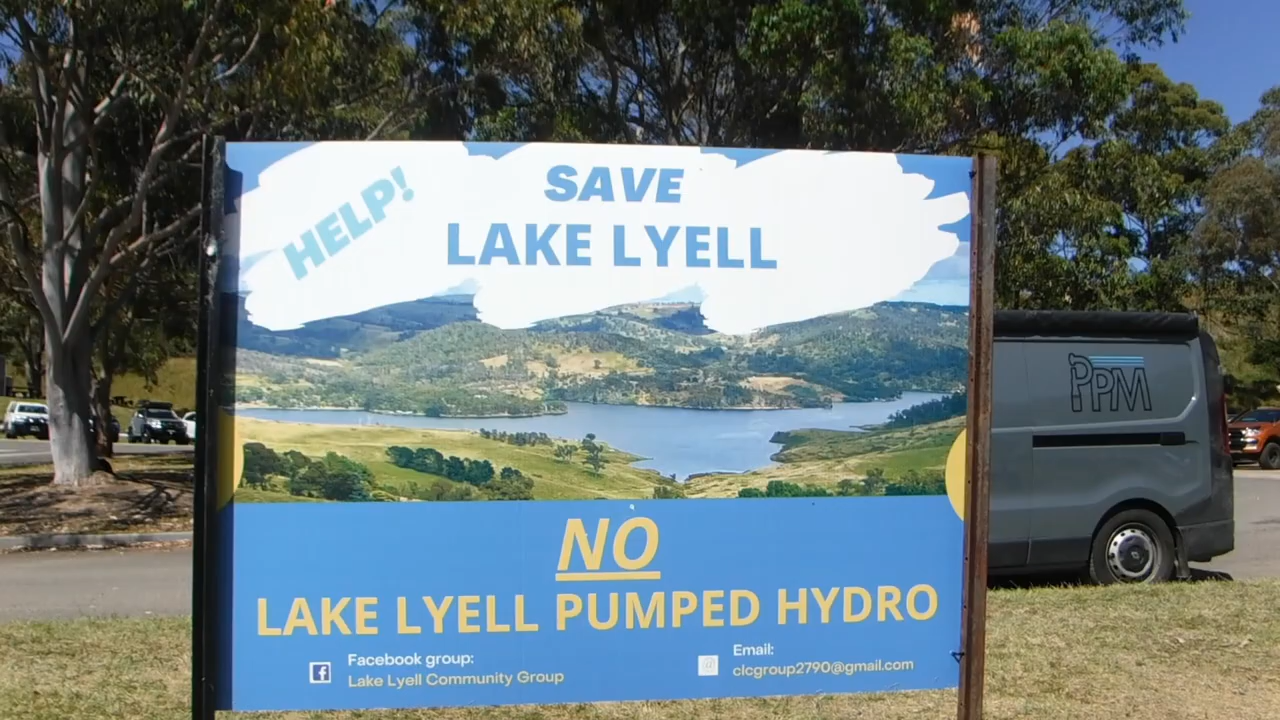 HELP!
SAVE
LAKE LYELL
NO
LAKE LYELL PUMPED HYDRO
Facebook group:
Lake Lyell Community Group
Email:
clcgroup2790@gmail.com
PPM